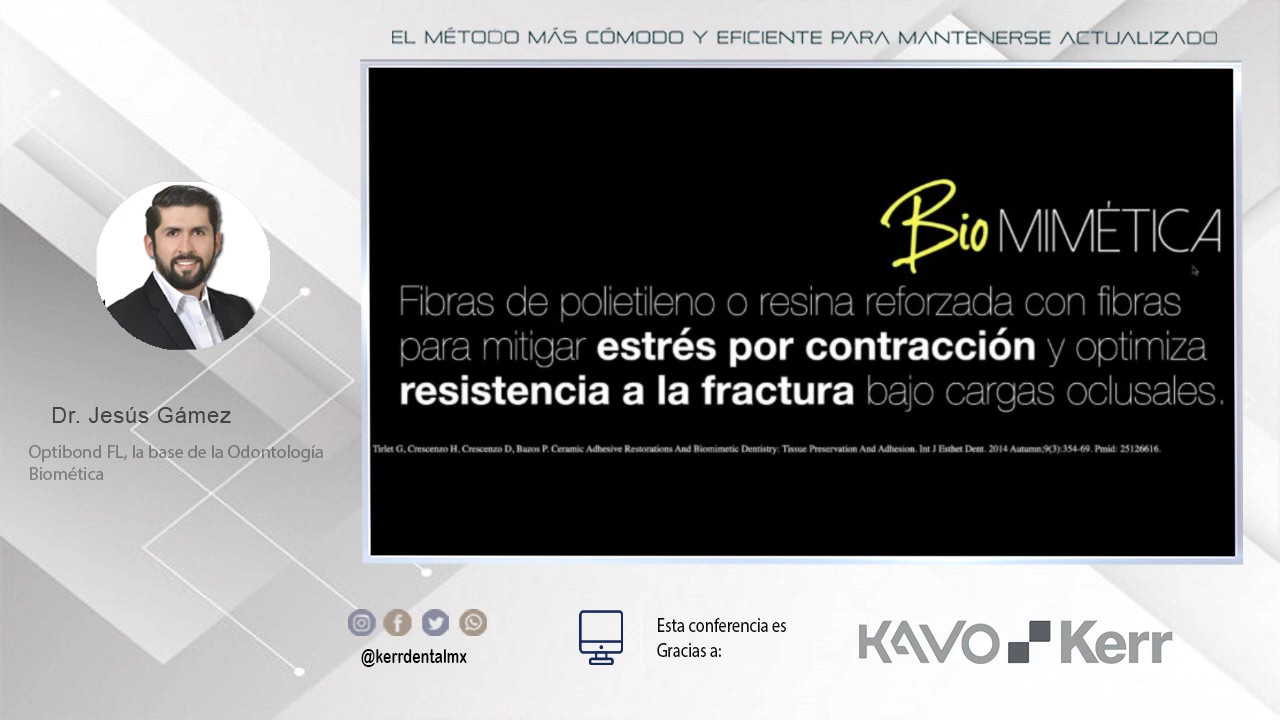 EL MÉTODO MÁS CÓMODO Y EFICIENTE PARA MANTENERSE ACTUALIZADO
Bio MIMÉTICA
Fibras de polietileno o resina reforzada con fibras
para mitigar estrés por contracción y optimiza
resistencia a la fractura bajo cargas oclusales.
Tirlet G, Crescenzo H, Crescenzo D, Bazos P. Ceramic Adhesive Restorations And Biomimetic Dentistry: Tissue Preservation And Adhesion. Int J Esthet Dent. 2014 Autumn;9(3):354-69. Pmid: 25126616.
Dr. Jesús Gámez
Optibond FL, la base de la Odontología
Biomética
@kerrdentalmx
Esta conferencia es
Gracias a:
KAVO Kerr